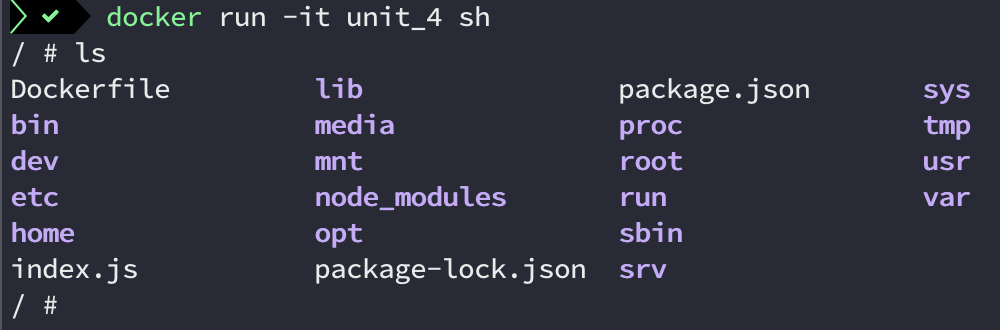 docker run -it unit_4 sh
/ # ls
Dockerfile lib package.json sys
bin media proc tmp
dev mnt root usr
etc node_modules run var
home opt sbin
index.js package-lock.json srv
/ #